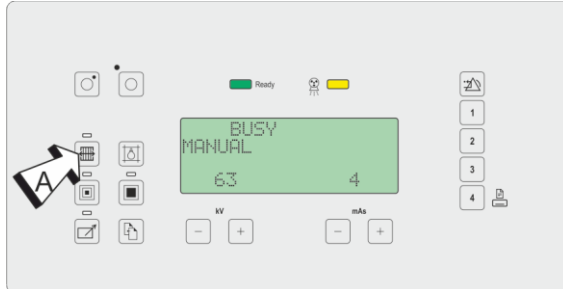 Ready
1
BUSY
MANUAL
2
A
63 4
3
4
kV mAs
- + - +